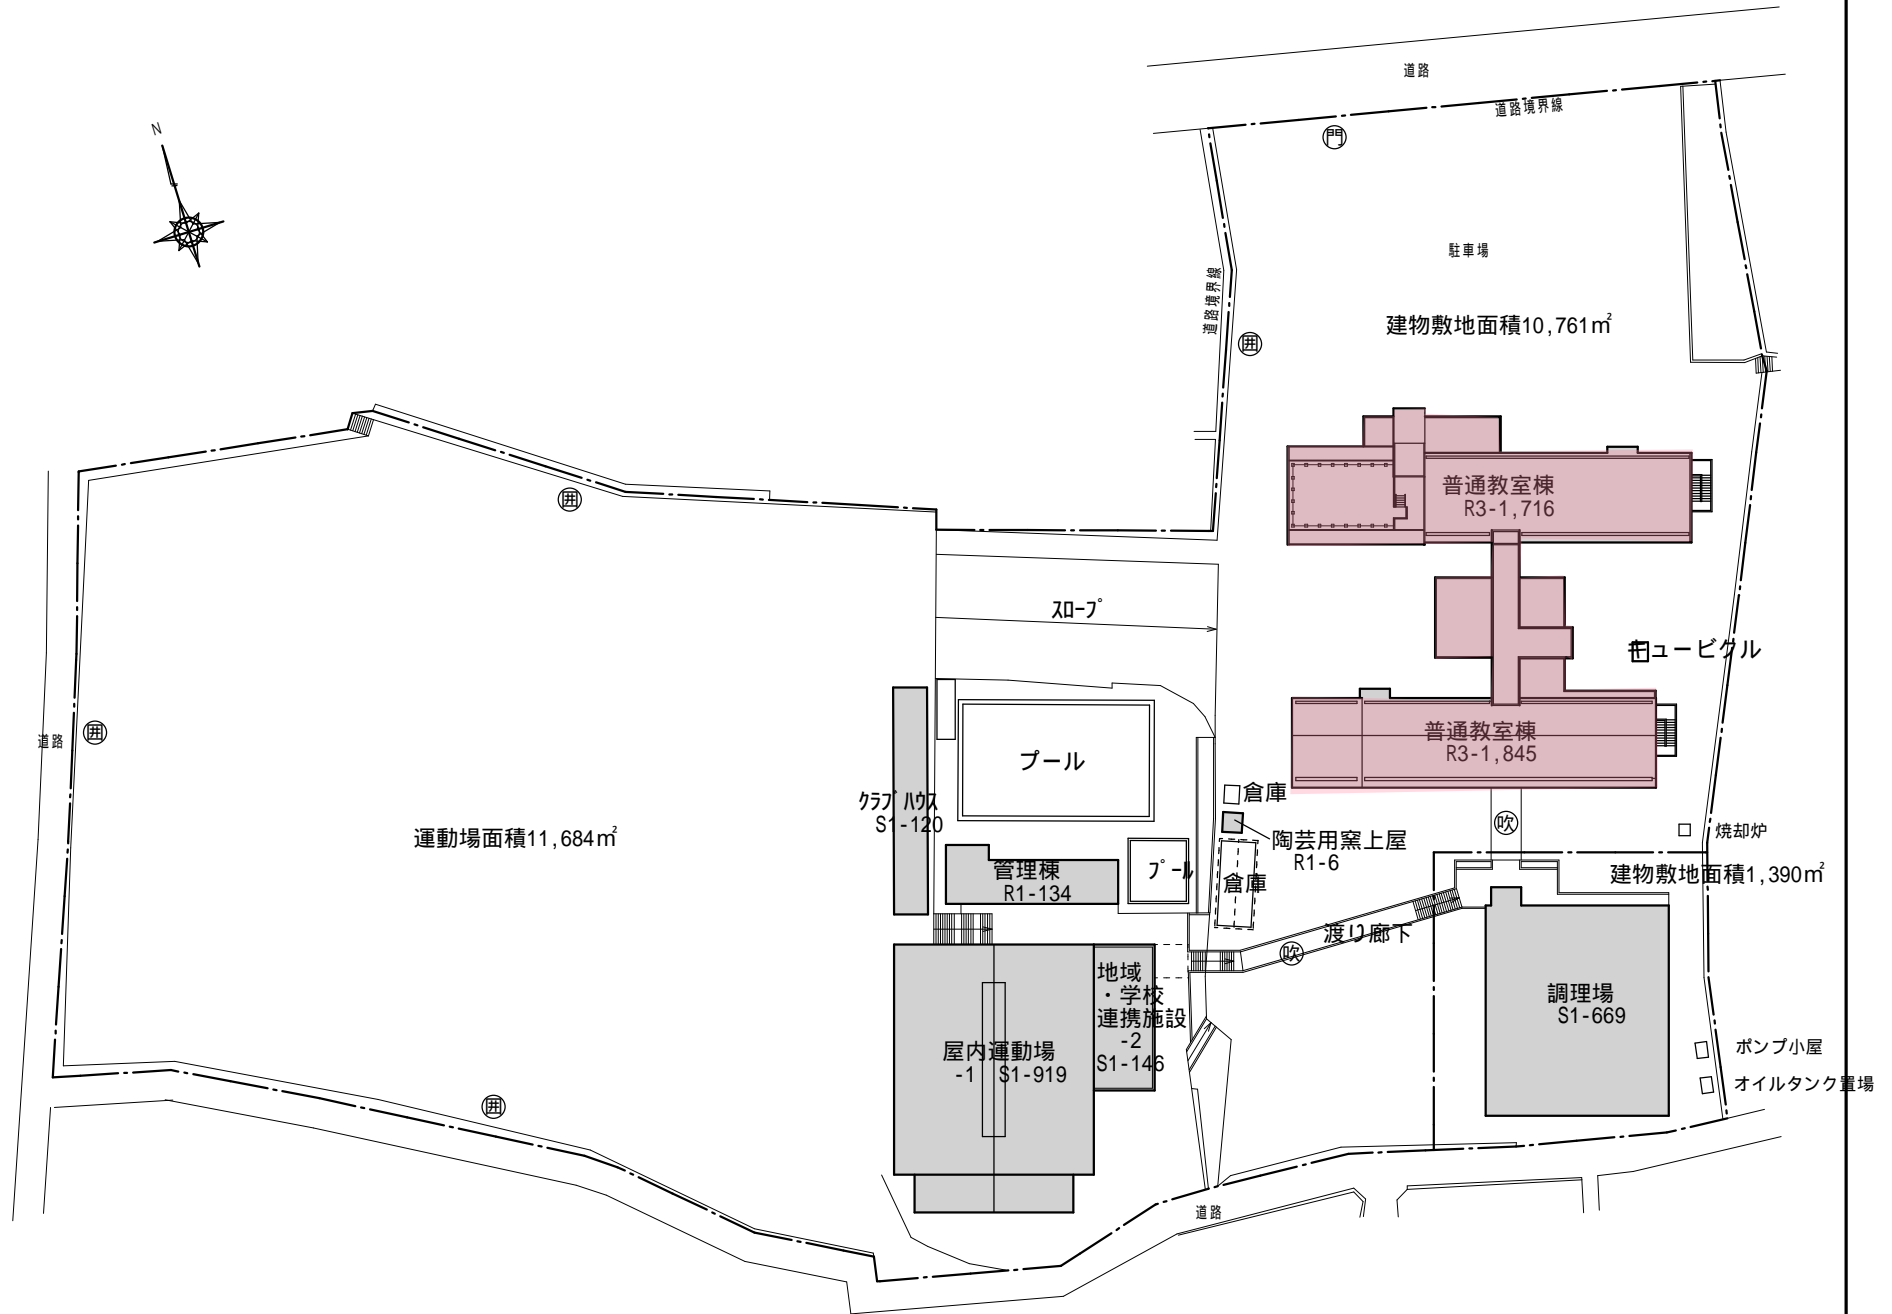 道路
道路境界線
門
N
駐車場
道路境界線
建物敷地面積10,761㎡
囲
囲
普通教室棟
R3-1,716
スロープ
キュービクル
囲
道路
普通教室棟
R3-1,845
プール
クラブハウス
S1-120
倉庫
吹
焼却炉
運動場面積11,684㎡
陶芸用窯上屋
R1-6
管理棟
R1-134
プール
倉庫
建物敷地面積1,390㎡
渡り廊下
吹
地域
・学校
連携施設
-2
S1-146
調理場
S1-669
屋内運動場
-1 S1-919
ポンプ小屋
オイルタンク置場
囲
道路